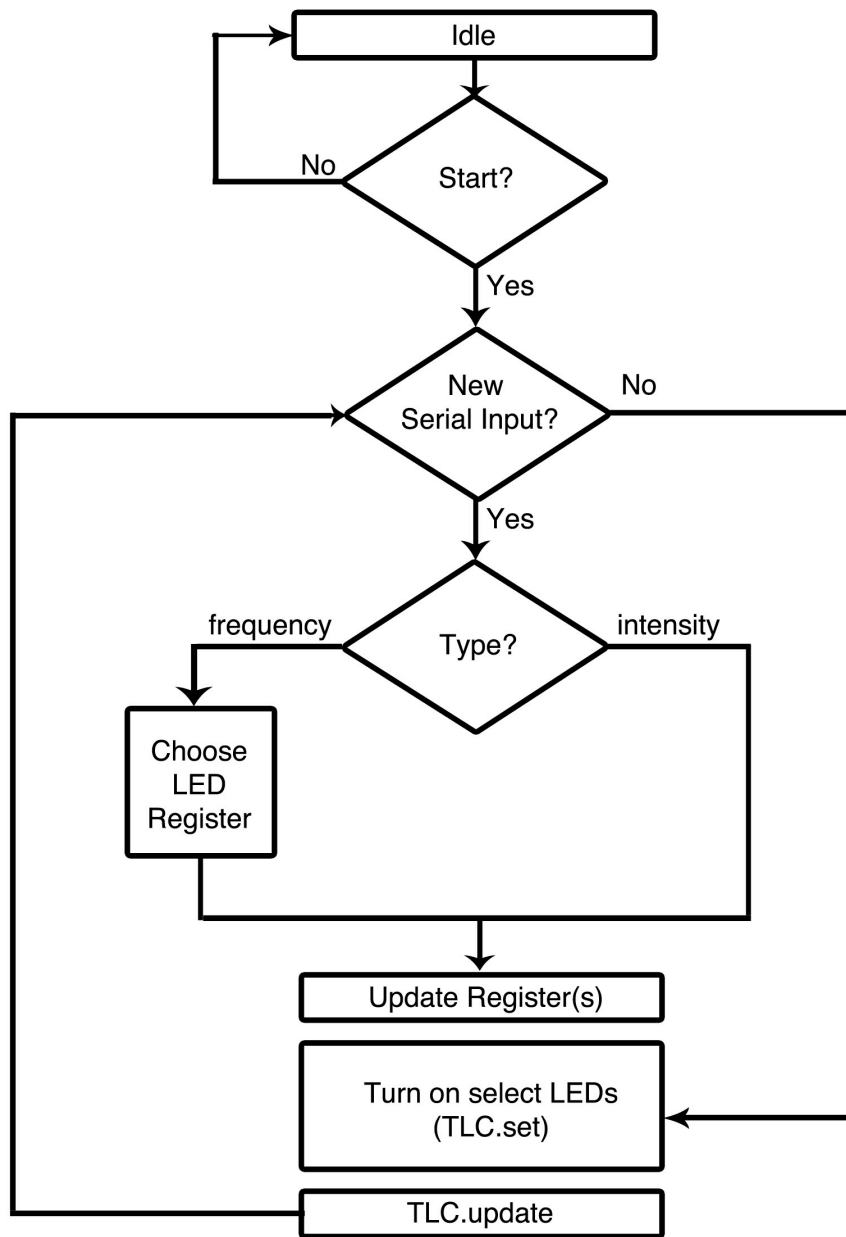 Idle
No
Start?
Yes
New
Serial Input?
No
Yes
frequency
Type?
intensity
Choose
LED
Register
Update Register(s)
Turn on select LEDs
(TLC.set)
TLC.update